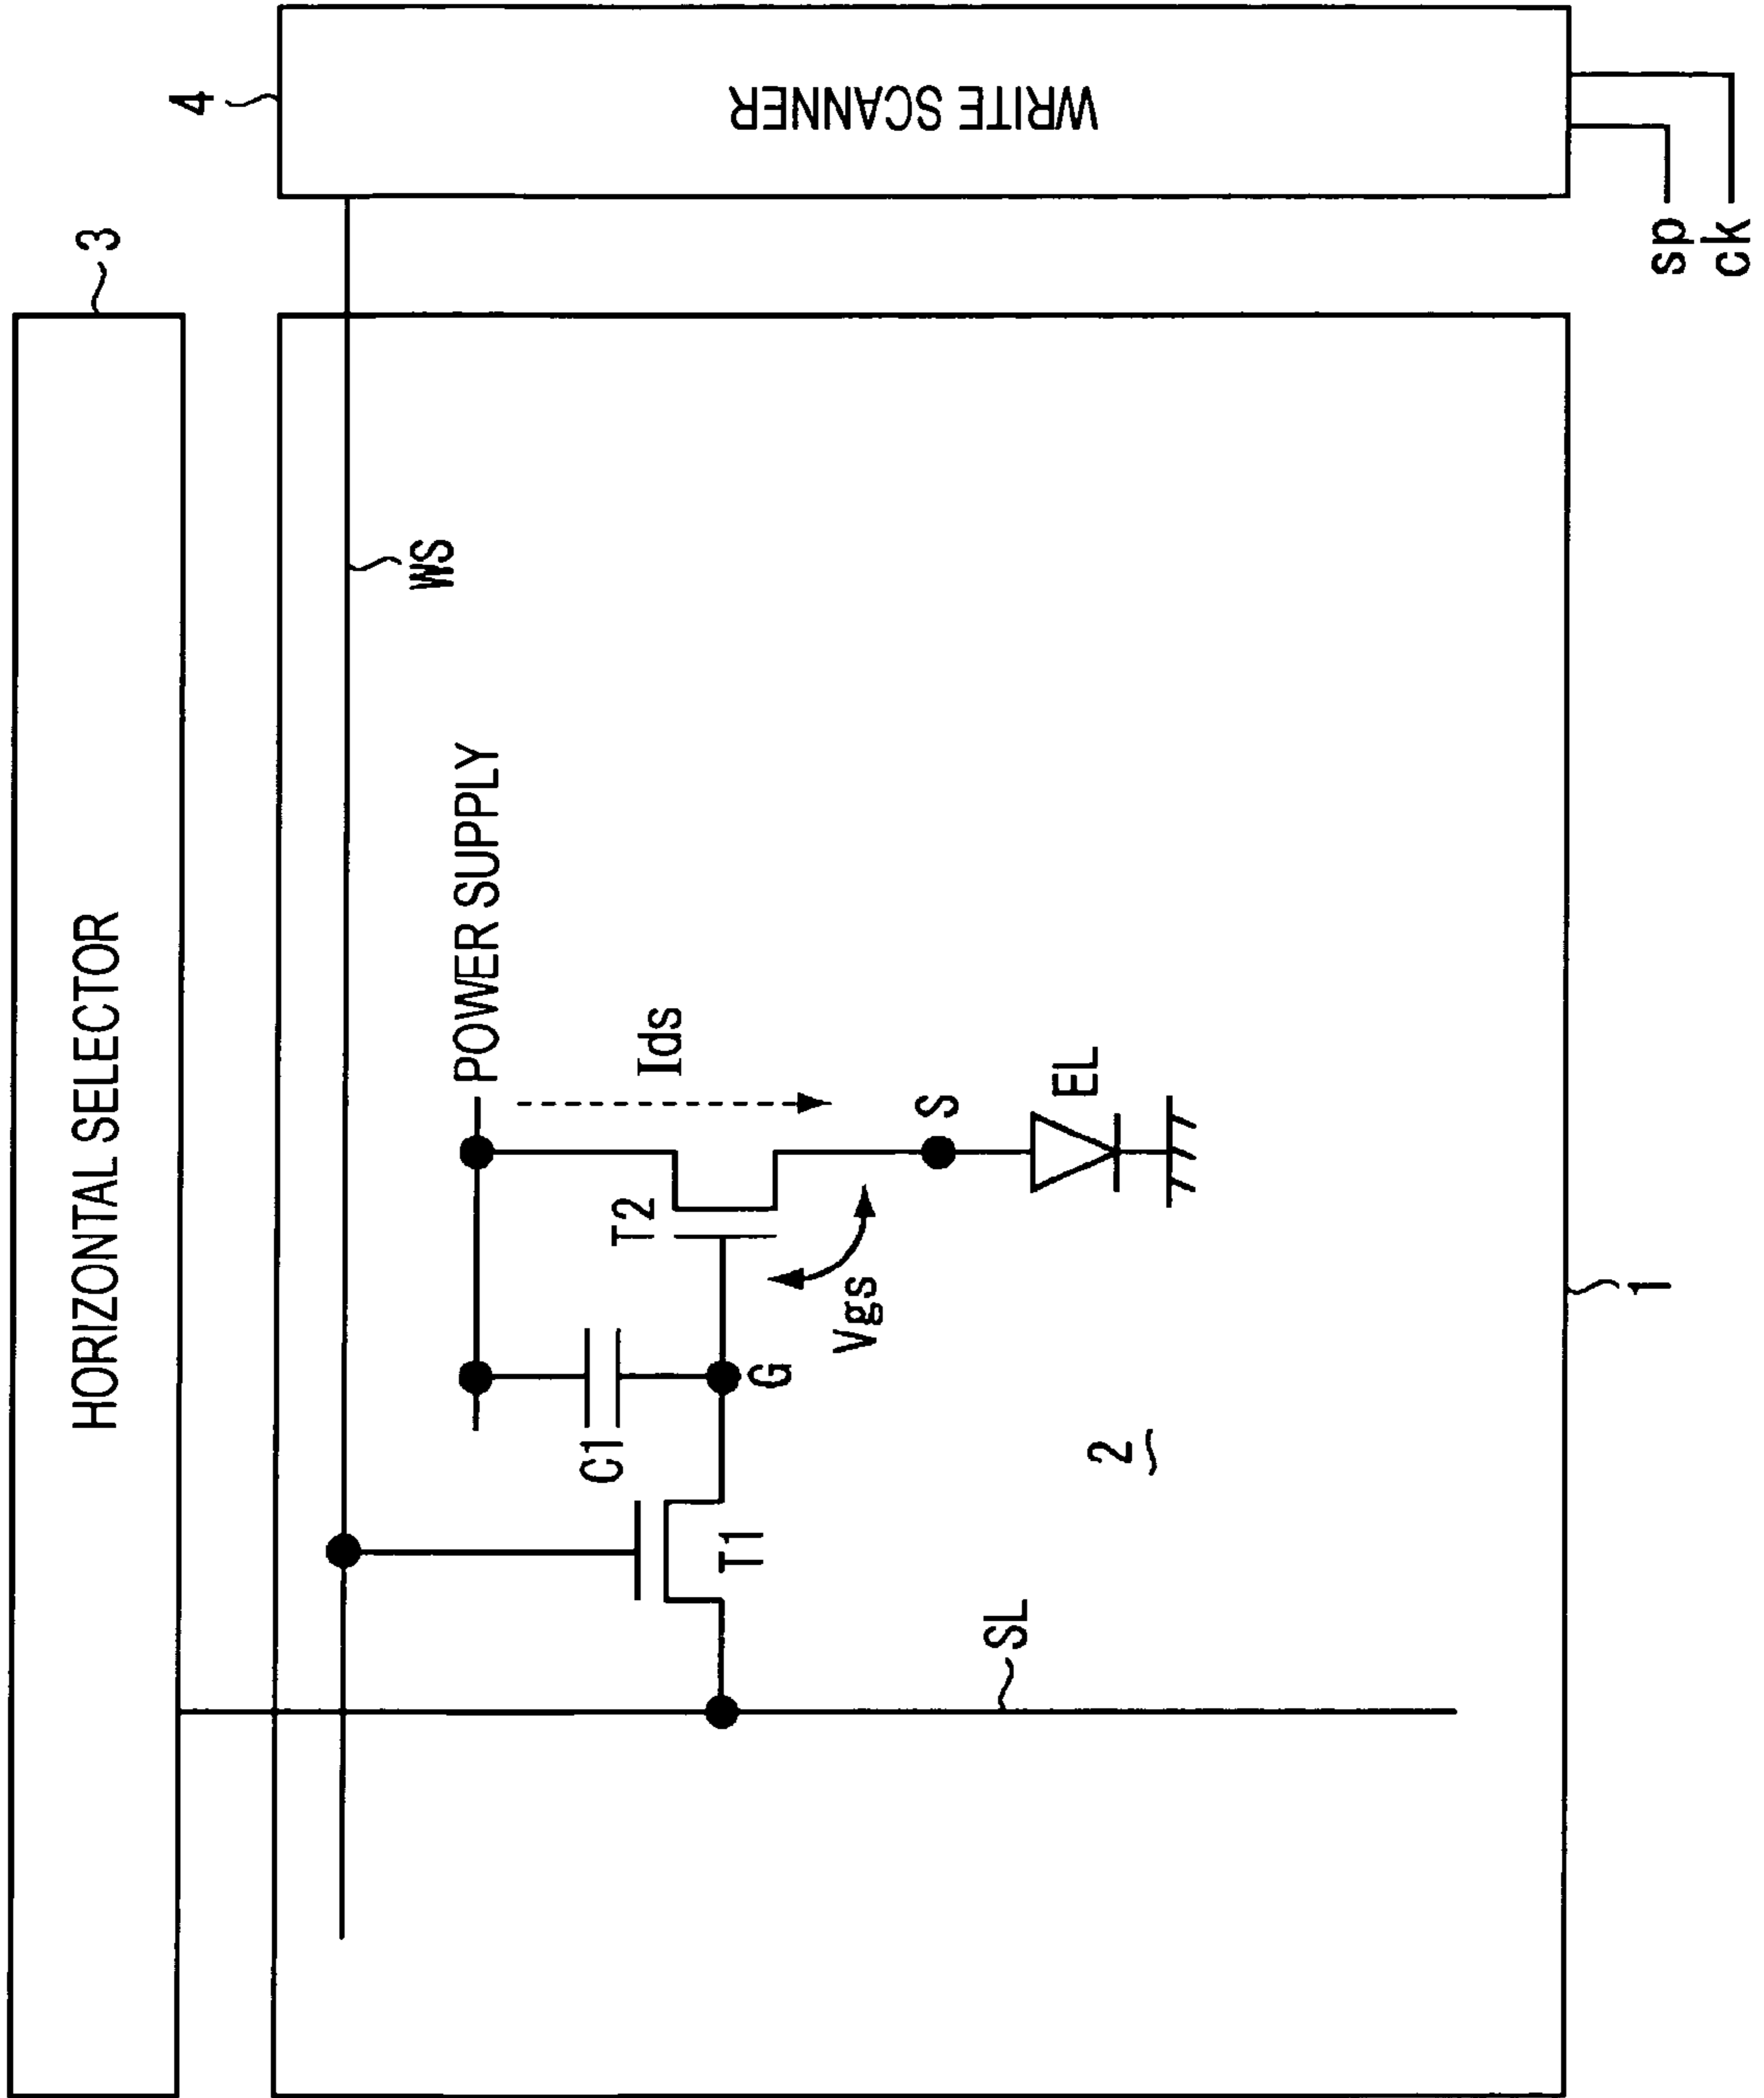 HORIZONTAL SELECTOR
3
4
WRITE SCANNER
WS
POWER SUPPLY
Ids
C1
T2
T1
G
Vgs
S
EL
SL
2
1
sp
ck